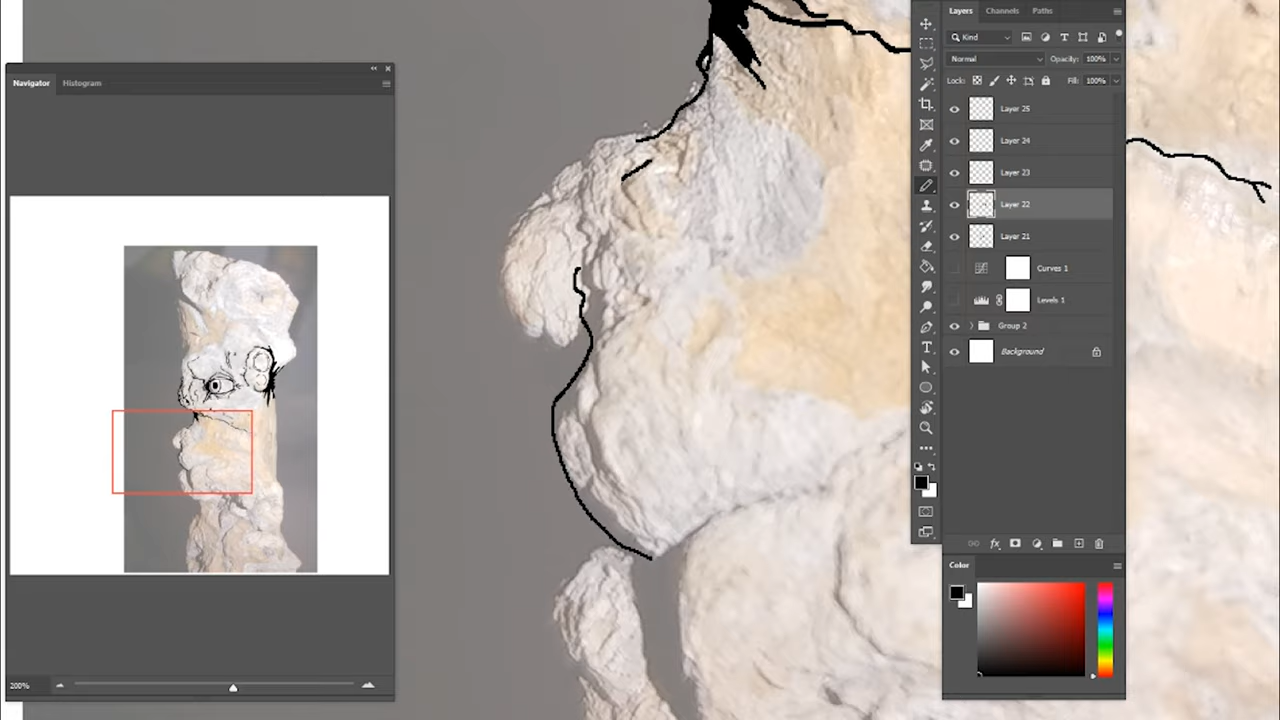 Navigator Histogram
200%
Layers Channels Paths
Kind
Normal Opacity: 100%
Lock: Fill: 100%
Layer 25
Layer 24
Layer 23
Layer 22
Layer 21
Curves 1
Levels 1
Group 2
Background
Color